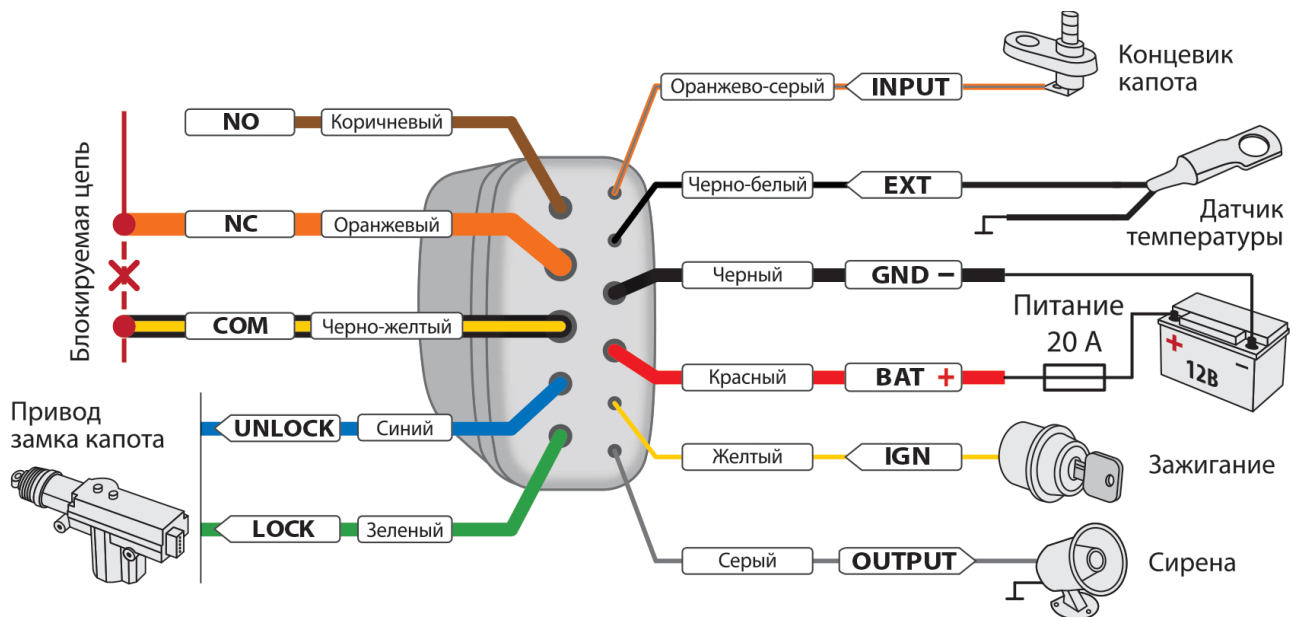 Блокируемая цепь
NO
Коричневый
NC
Оранжевый
COM
Черно-желтый
Привод
замка капота
UNLOCK
Синий
LOCK
Зеленый
Оранжево-серый
INPUT
Концевик
капота
Черно-белый
EXT
Датчик
температуры
Черный
GND −
Питание
20 А
Красный
BAT +
+
−
12В
Желтый
IGN
Зажигание
Серый
OUTPUT
Сирена